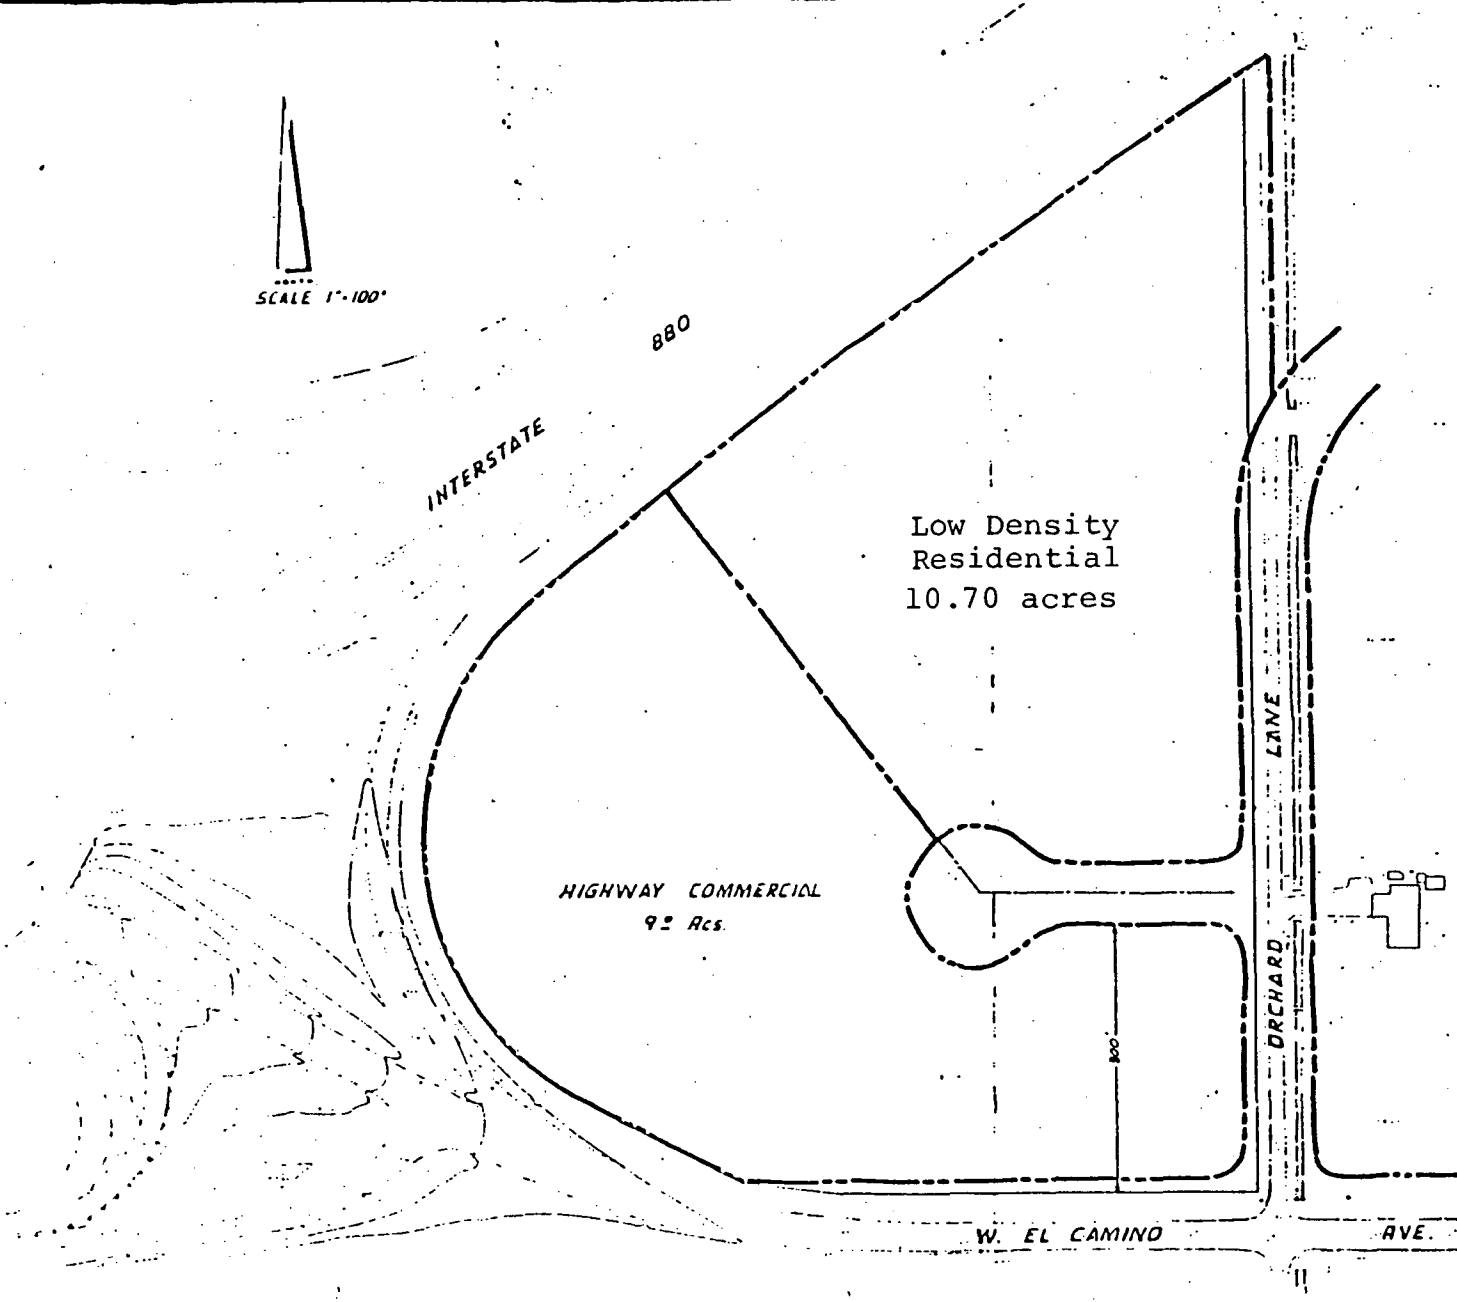 SCALE 1"=100'
880
INTERSTATE
Low Density
Residential
10.70 acres
LANE
HIGHWAY COMMERCIAL
9± Acs.
ORCHARD
300'
W. EL CAMINO AVE.